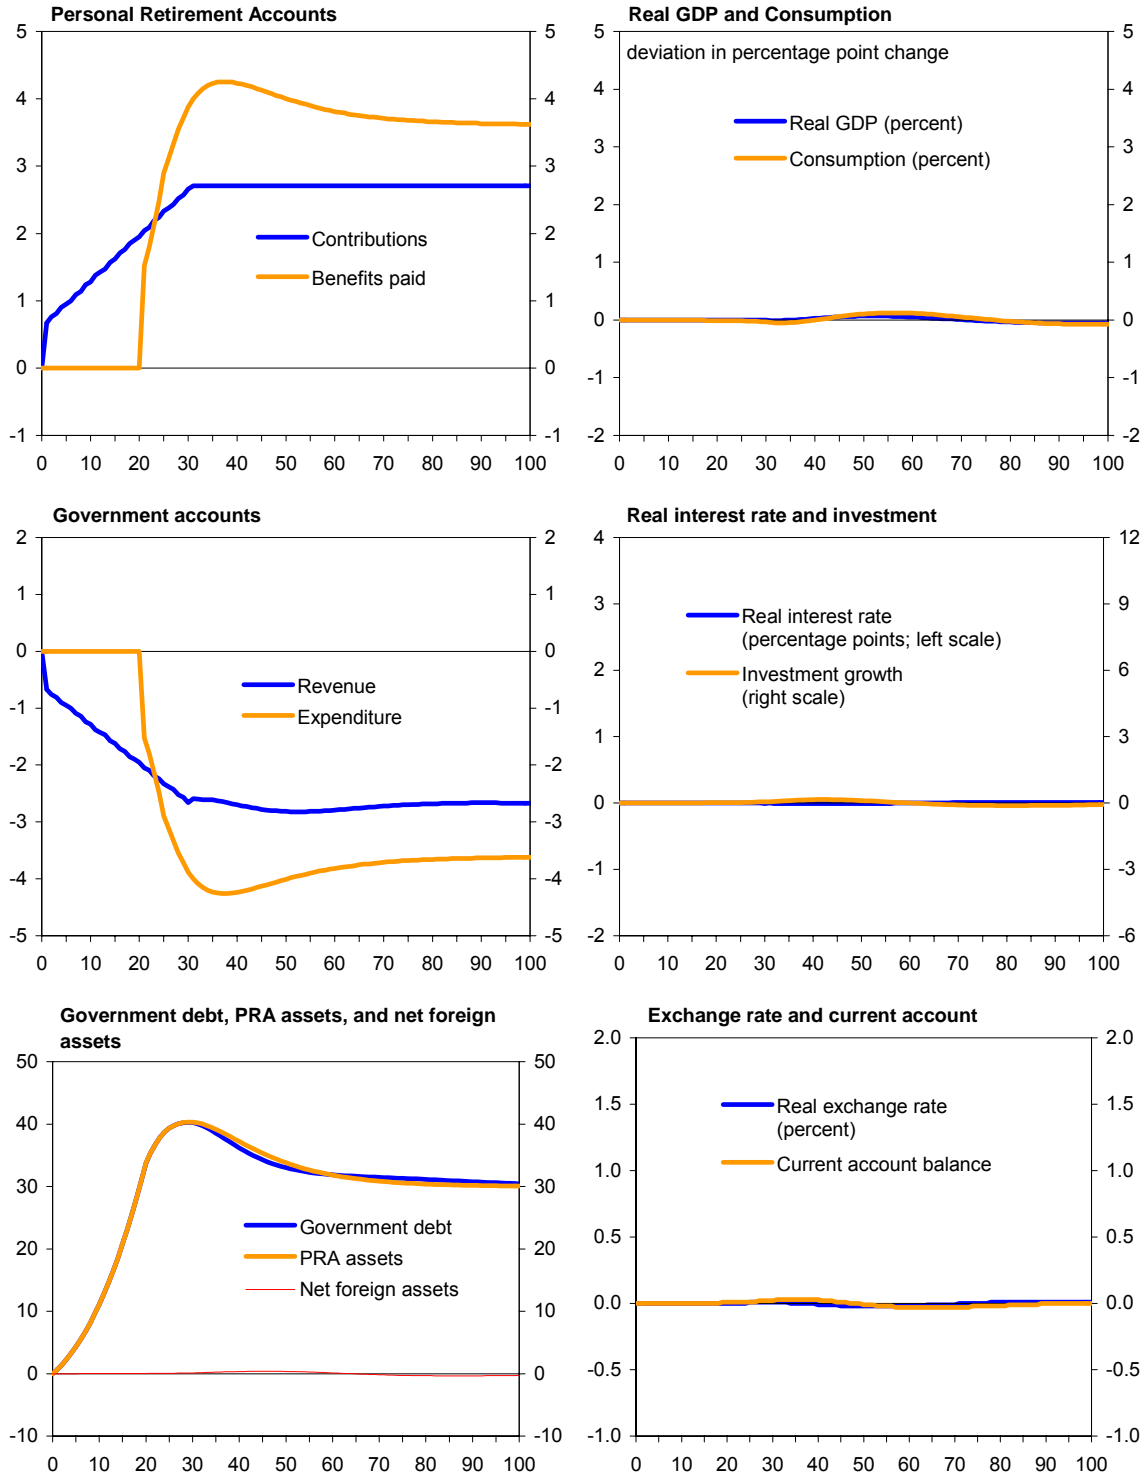 Personal Retirement Accounts
5
4
3
2
1
0
-1
5
4
3
2
1
0
-1
Contributions
Benefits paid
0 10 20 30 40 50 60 70 80 90 100
Real GDP and Consumption
deviation in percentage point change
5
4
3
2
1
0
-1
-2
5
4
3
2
1
0
-1
-2
Real GDP (percent)
Consumption (percent)
0 10 20 30 40 50 60 70 80 90 100
Government accounts
2
1
0
-1
-2
-3
-4
-5
2
1
0
-1
-2
-3
-4
-5
Revenue
Expenditure
0 10 20 30 40 50 60 70 80 90 100
Real interest rate and investment
4
3
2
1
0
-1
-2
12
9
6
3
0
-3
-6
Real interest rate
(percentage points; left scale)
Investment growth
(right scale)
0 10 20 30 40 50 60 70 80 90 100
Government debt, PRA assets, and net foreign
assets
50
40
30
20
10
0
-10
50
40
30
20
10
0
-10
Government debt
PRA assets
Net foreign assets
0 10 20 30 40 50 60 70 80 90 100
Exchange rate and current account
2.0
1.5
1.0
0.5
0.0
-0.5
-1.0
2.0
1.5
1.0
0.5
0.0
-0.5
-1.0
Real exchange rate
(percent)
Current account balance
0 10 20 30 40 50 60 70 80 90 100